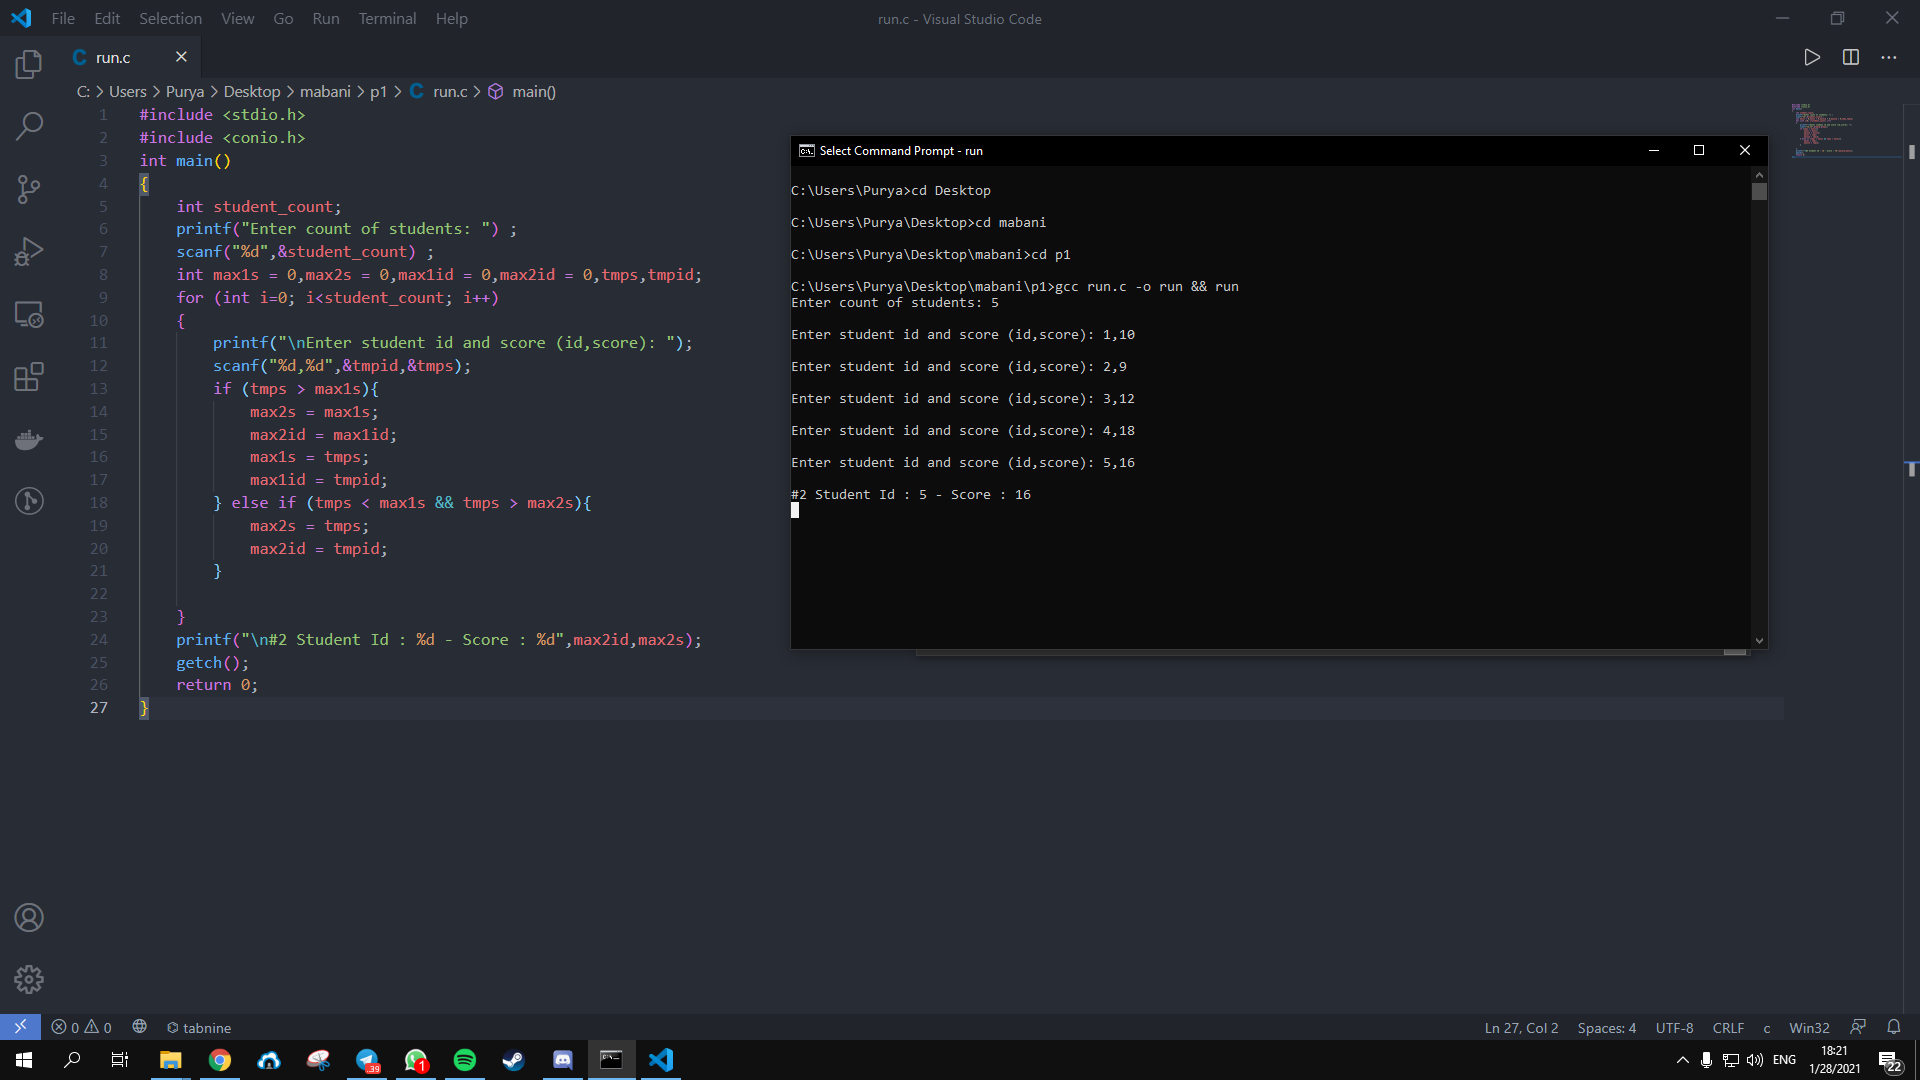 File Edit Selection View Go Run Terminal Help
run.c - Visual Studio Code
run.c
C: > Users > Purya > Desktop > mabani > p1 > run.c > main()
1 #include <stdio.h>
2 #include <conio.h>
3 int main()
4 {
5 int student_count;
6 printf("Enter count of students: ") ;
7 scanf("%d",&student_count) ;
8 int max1s = 0,max2s = 0,max1id = 0,max2id = 0,tmps,tmpid;
9 for (int i=0; i<student_count; i++)
10 {
11 printf("\nEnter student id and score (id,score): ");
12 scanf("%d,%d",&tmpid,&tmps);
13 if (tmps > max1s){
14 max2s = max1s;
15 max2id = max1id;
16 max1s = tmps;
17 max1id = tmpid;
18 } else if (tmps < max1s && tmps > max2s){
19 max2s = tmps;
20 max2id = tmpid;
21 }
22
23 }
24 printf("\n#2 Student Id : %d - Score : %d",max2id,max2s);
25 getch();
26 return 0;
27 }
Select Command Prompt - run
C:\Users\Purya>cd Desktop
C:\Users\Purya\Desktop>cd mabani
C:\Users\Purya\Desktop\mabani>cd p1
C:\Users\Purya\Desktop\mabani\p1>gcc run.c -o run && run
Enter count of students: 5
Enter student id and score (id,score): 1,10
Enter student id and score (id,score): 2,9
Enter student id and score (id,score): 3,12
Enter student id and score (id,score): 4,18
Enter student id and score (id,score): 5,16
#2 Student Id : 5 - Score : 16
0 0 tabnine
Ln 27, Col 2 Spaces: 4 UTF-8 CRLF c Win32
39 1
ENG
18:21
1/28/2021
22